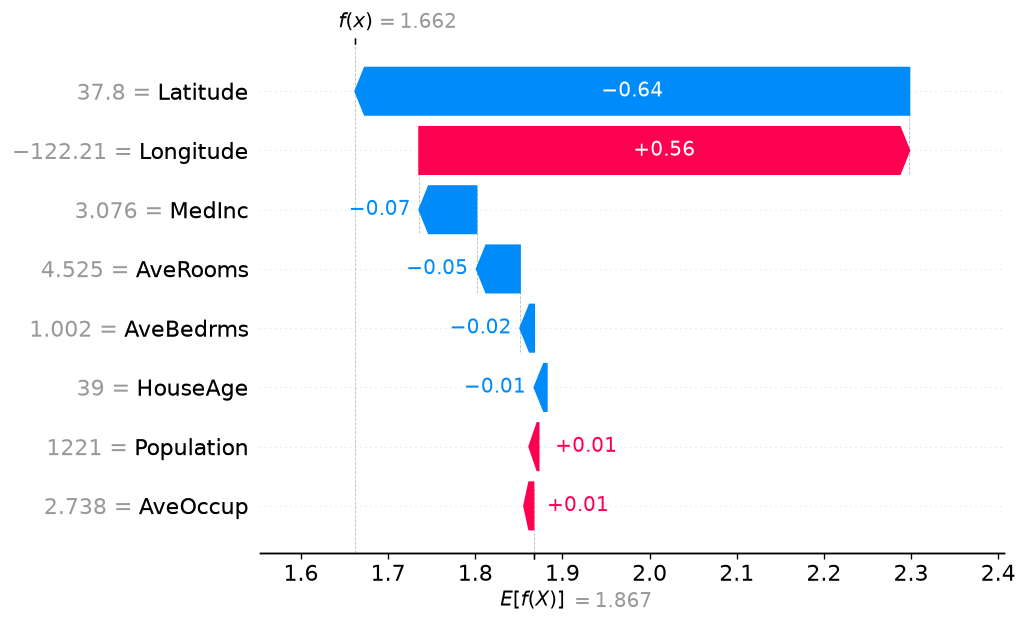 f(x) = 1.662
37.8 = Latitude
−0.64
−122.21 = Longitude
+0.56
3.076 = MedInc
−0.07
4.525 = AveRooms
−0.05
1.002 = AveBedrms
−0.02
39 = HouseAge
−0.01
1221 = Population
+0.01
2.738 = AveOccup
+0.01
1.6 1.7 1.8 1.9 2.0 2.1 2.2 2.3 2.4
E[f(X)] = 1.867